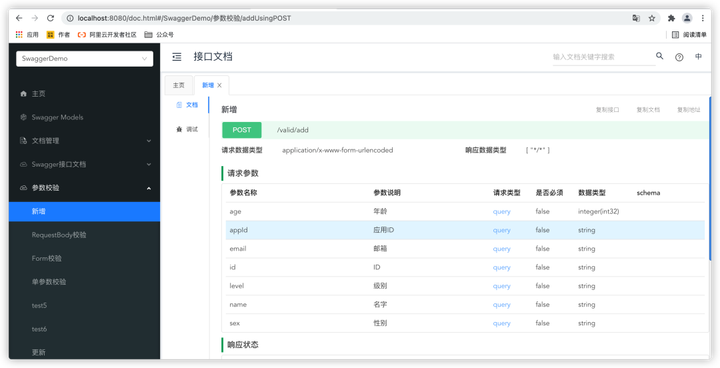 localhost:8080/doc.html#/SwaggerDemo/参数校验/addUsingPOST
应用 作者 阿里云开发者社区 公众号 阅读清单
SwaggerDemo
接口文档
输入文档关键字搜索
中
主页
Swagger Models
文档管理
Swagger接口文档
参数校验
新增
RequestBody校验
Form校验
单参数校验
test5
test6
更新
主页 新增
文档
调试
新增
复制接口 复制文档 复制地址
POST /valid/add
请求数据类型 application/x-www-form-urlencoded 响应数据类型 [ "*/*" ]
请求参数
参数名称 参数说明 请求类型 是否必须 数据类型 schema
age 年龄 query false integer(int32)
appId 应用ID query false string
email 邮箱 query false string
id ID query false string
level 级别 query false string
name 名字 query false string
sex 性别 query false string
响应状态